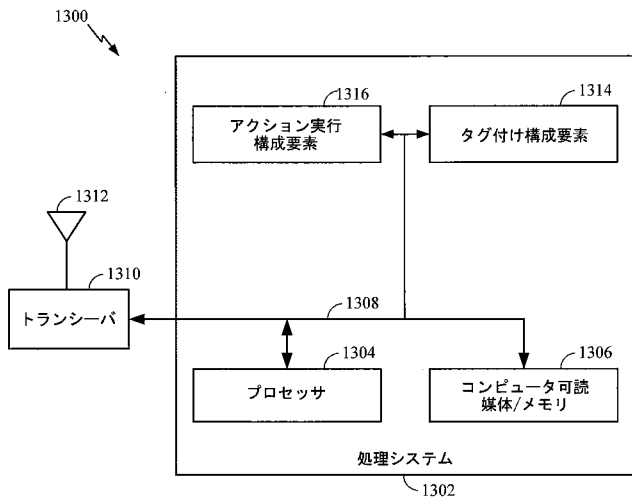 1300
1316
アクション実行
構成要素
1314
タグ付け構成要素
1312
1310
トランシーバ
1308
1304
プロセッサ
1306
コンピュータ可読
媒体/メモリ
処理システム
1302